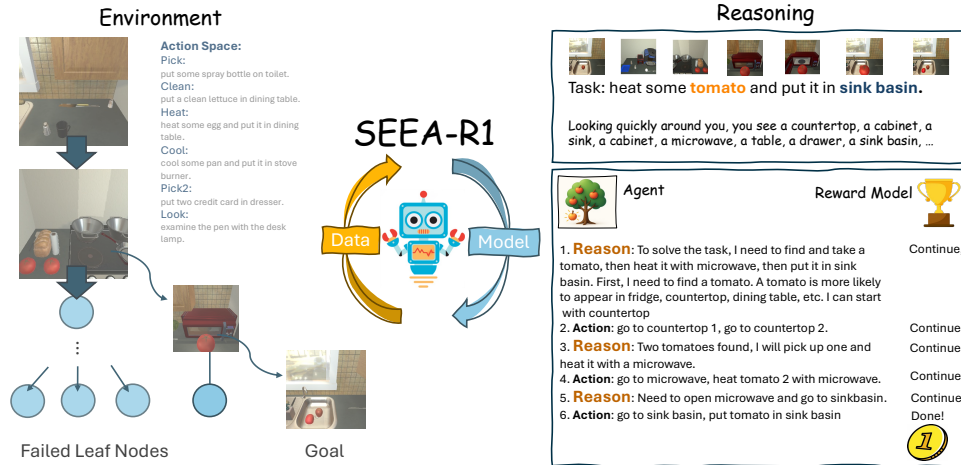 Environment
Action Space:
Pick:
put some spray bottle on toilet.
Clean:
put a clean lettuce in dining table.
Heat:
heat some egg and put it in dining
table.
Cool:
cool some pan and put it in stove
burner.
Pick2:
put two credit card in dresser.
Look:
examine the pen with the desk
lamp.
Failed Leaf Nodes
Goal
SEEA-R1
Data
Model
Reasoning
Task: heat some tomato and put it in sink basin.
Looking quickly around you, you see a countertop, a cabinet, a
sink, a cabinet, a microwave, a table, a drawer, a sink basin, ...
Agent
Reward Model
1. Reason: To solve the task, I need to find and take a
tomato, then heat it with microwave, then put it in sink
basin. First, I need to find a tomato. A tomato is more likely
to appear in fridge, countertop, dining table, etc. I can start
with countertop
Continue.
2. Action: go to countertop 1, go to countertop 2.
Continue
3. Reason: Two tomatoes found, I will pick up one and
heat it with a microwave.
Continue
4. Action: go to microwave, heat tomato 2 with microwave.
Continue
5. Reason: Need to open microwave and go to sinkbasin.
Continue
6. Action: go to sink basin, put tomato in sink basin
Done!
1